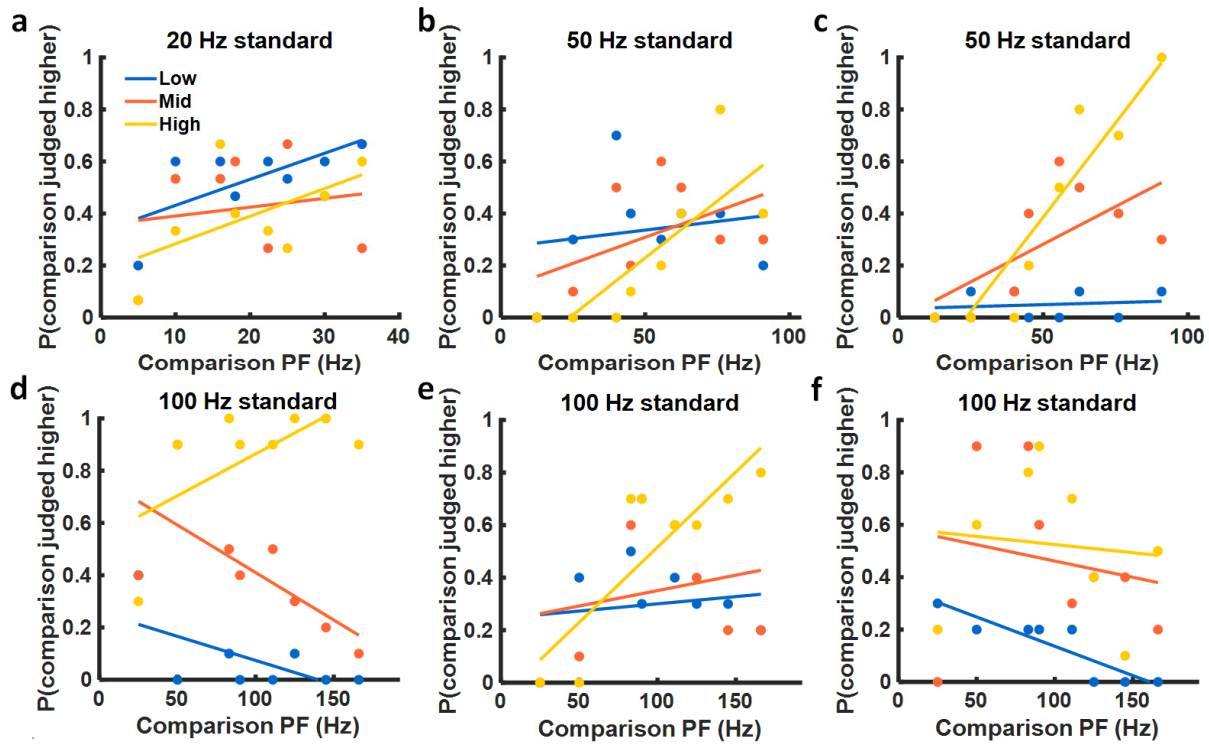 a
20 Hz standard
P(comparison judged higher)
1
0.8
0.6
0.4
0.2
0
Low
Mid
High
10
20
30
40
Comparison PF (Hz)
b
50 Hz standard
P(comparison judged higher)
1
0.8
0.6
0.4
0.2
0
0
50
100
Comparison PF (Hz)
c
50 Hz standard
P(comparison judged higher)
1
0.8
0.6
0.4
0.2
0
0
50
100
Comparison PF (Hz)
d
100 Hz standard
P(comparison judged higher)
1
0.8
0.6
0.4
0.2
0
0
50
100
150
Comparison PF (Hz)
e
100 Hz standard
P(comparison judged higher)
1
0.8
0.6
0.4
0.2
0
0
50
100
150
Comparison PF (Hz)
f
100 Hz standard
P(comparison judged higher)
1
0.8
0.6
0.4
0.2
0
0
50
100
150
Comparison PF (Hz)